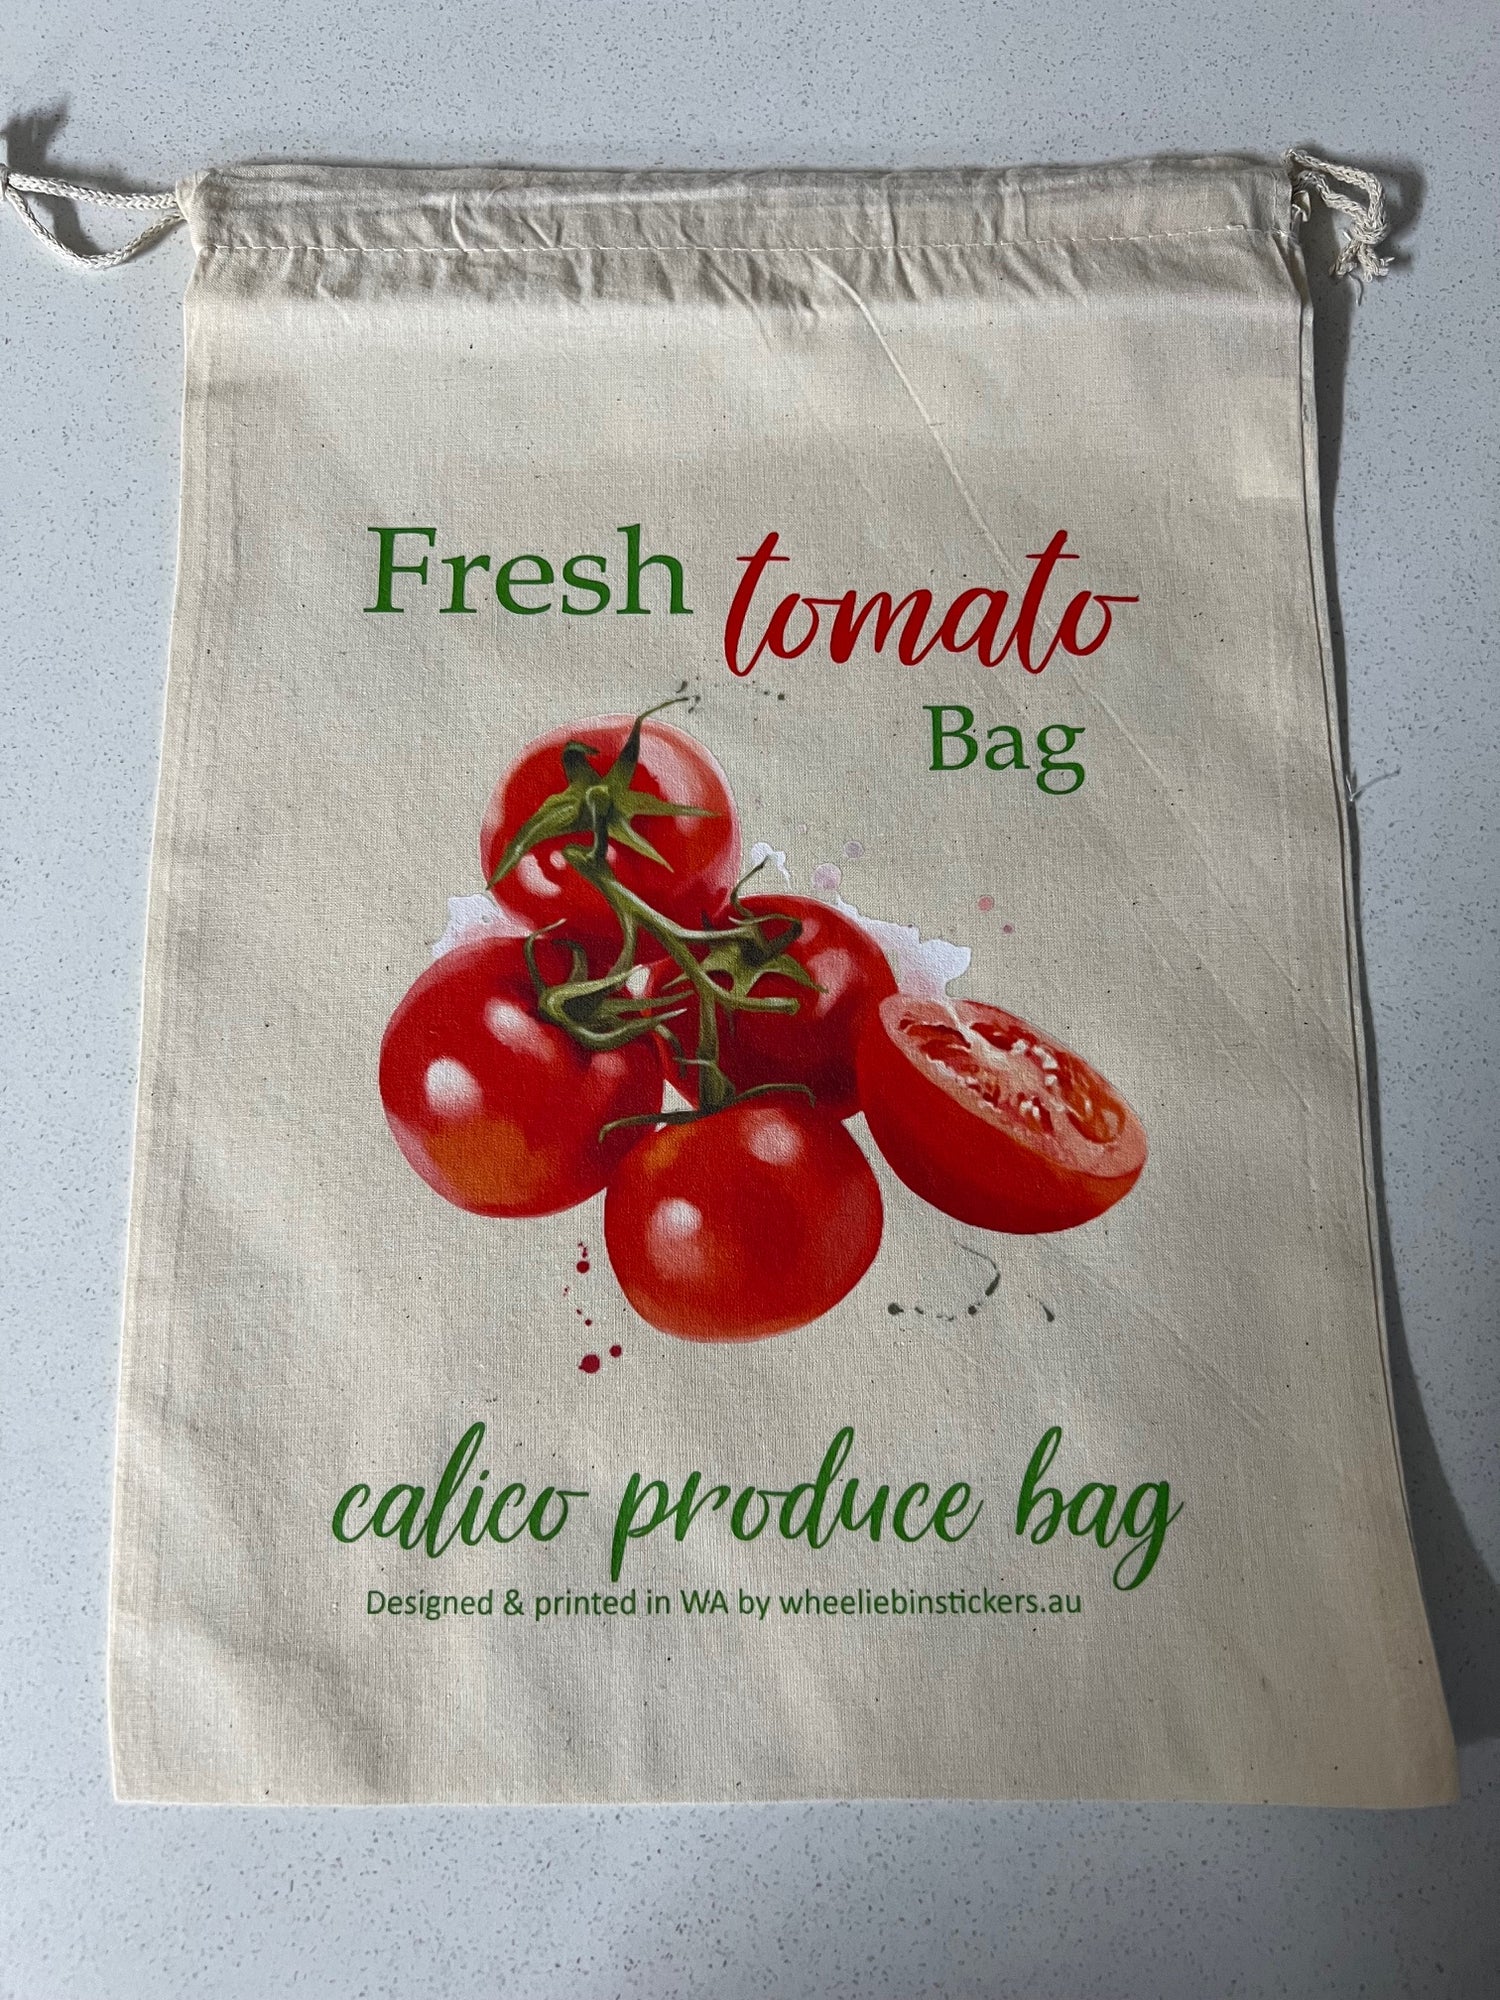 Fresh tomato
Bag
calico produce bag
Designed & printed in WA by wheeliebinstickers.au